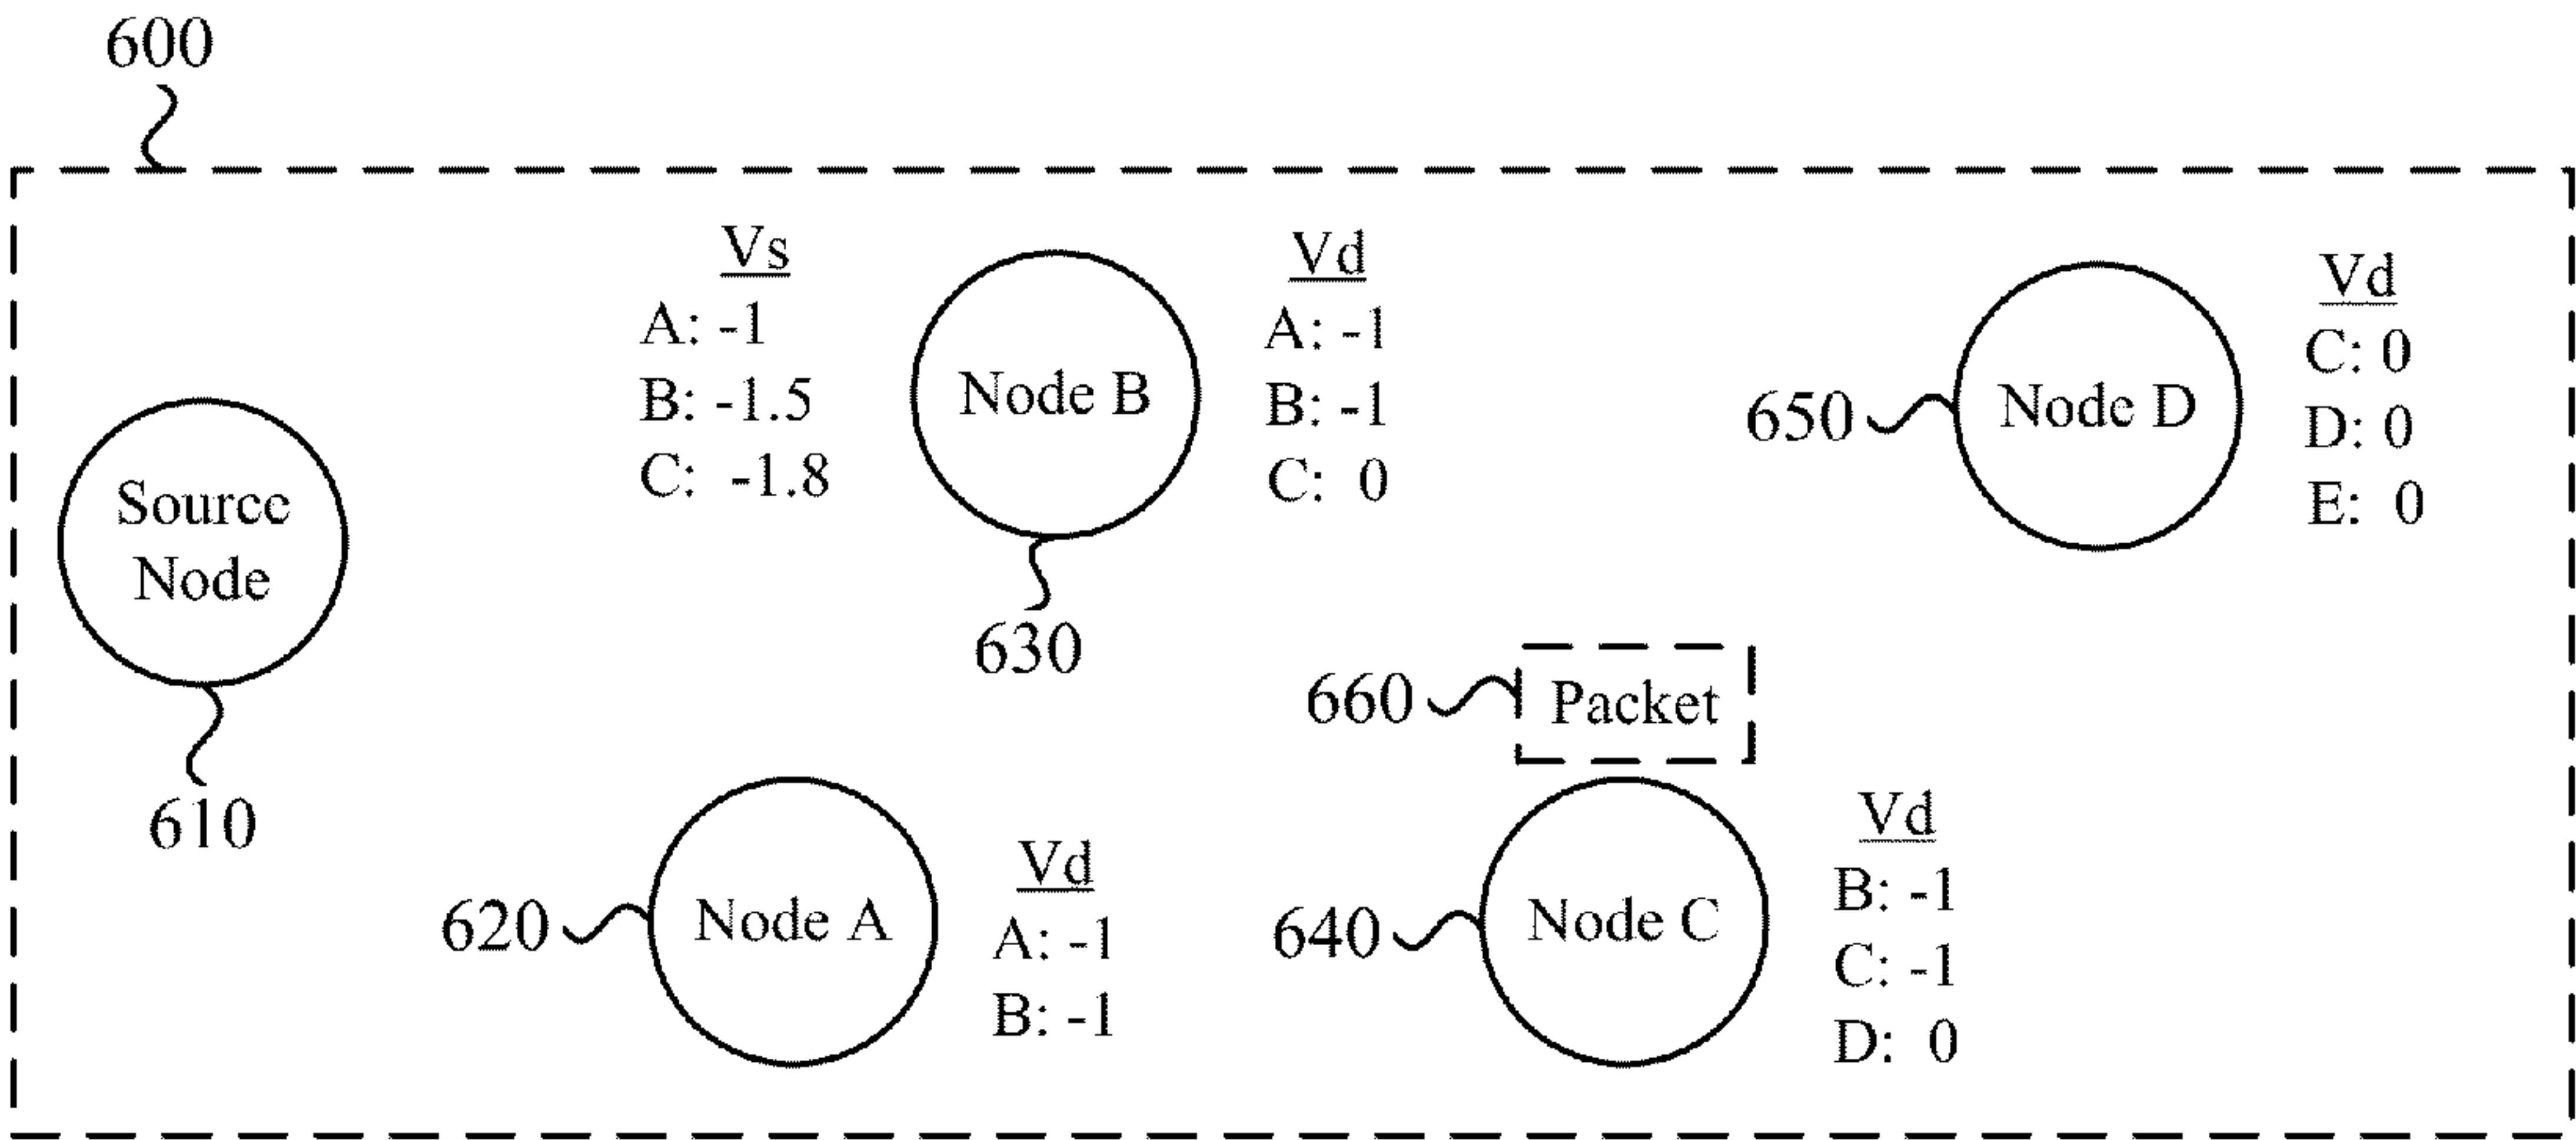 600
Vs
A: -1
B: -1.5
C: -1.8
Node B
Vd
A: -1
B: -1
C: 0
630
Source
Node
610
650
Node D
Vd
C: 0
D: 0
E: 0
660
Packet
620
Node A
Vd
A: -1
B: -1
640
Node C
Vd
B: -1
C: -1
D: 0